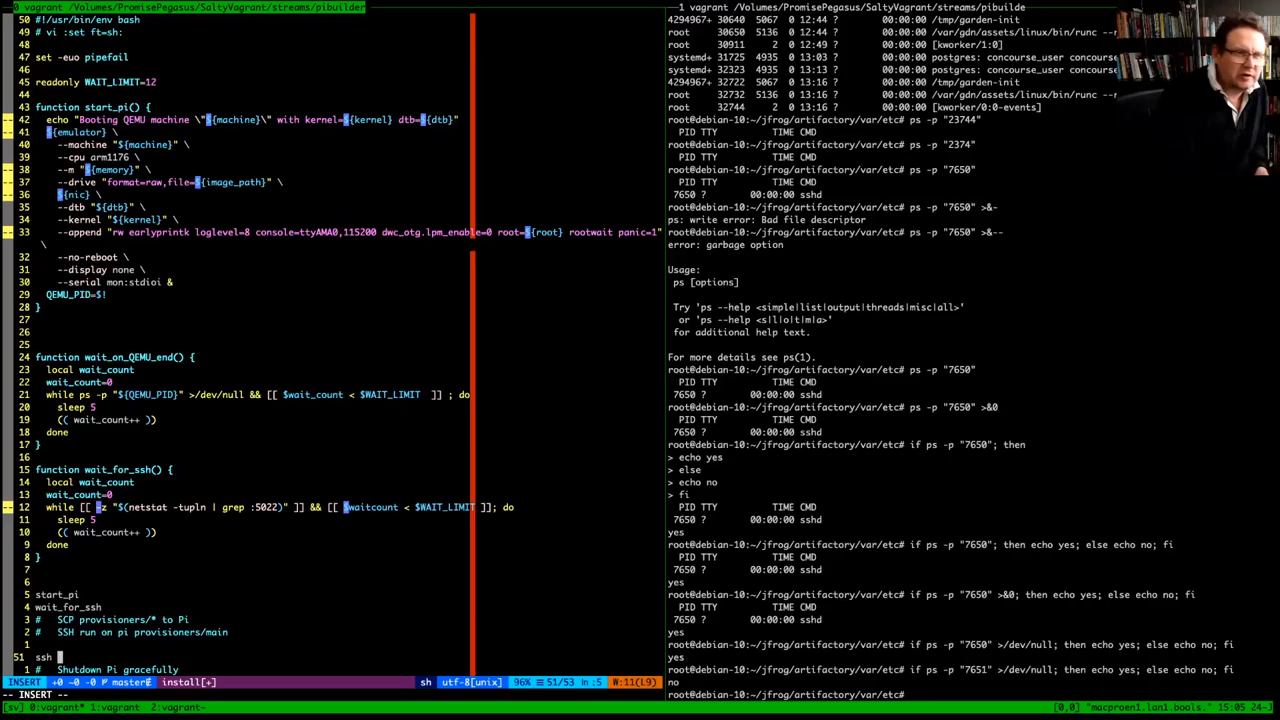 0 vagrant /Volumes/PromisePegasus/SaltyVagrant/streams/pibuilder
50 #!/usr/bin/env bash
49 # vi :set ft=sh:
48
47 set -euo pipefail
46
45 readonly WAIT_LIMIT=12
44
43 function start_pi() {
42   echo "Booting QEMU machine \"${machine}\" with kernel=${kernel} dtb=${dtb}"
41   ${emulator} \
40     --machine "${machine}" \
39     --cpu arm1176 \
38     --m "${memory}" \
37     --drive "format=raw,file=${image_path}" \
36     ${nic} \
35     --dtb "${dtb}" \
34     --kernel "${kernel}" \
33     --append "rw earlyprintk loglevel=8 console=ttyAMA0,115200 dwc_otg.lpm_enable=0 root=${root} rootwait panic=1"
\
32     --no-reboot \
31     --display none \
30     --serial mon:stdioi &
29   QEMU_PID=$!
28 }
27
26
25
24 function wait_on_QEMU_end() {
23   local wait_count
22   wait_count=0
21   while ps -p "${QEMU_PID}" >/dev/null && [[ $wait_count < $WAIT_LIMIT  ]] ; do
20     sleep 5
19     (( wait_count++ ))
18   done
17 }
16
15 function wait_for_ssh() {
14   local wait_count
13   wait_count=0
12   while [[ -z "$(netstat -tupln | grep :5022)" ]] && [[ $waitcount < $WAIT_LIMIT ]]; do
11     sleep 5
10     (( wait_count++ ))
9   done
8 }
7
6
5 start_pi
4 wait_for_ssh
3 #   SCP provisioners/* to Pi
2 #   SSH run on pi provisioners/main
1
51 ssh
1 #   Shutdown Pi gracefully
INSERT +0 ~0 -0 master install[+] sh utf-8[unix] 96% 51/53 ln:5 W:11(L9)
-- INSERT --
1 vagrant /Volumes/PromisePegasus/SaltyVagrant/streams/pibuilde
4294967+ 30640  5067  0 12:44 ?        00:00:00 /tmp/garden-init
root     30650  5136  0 12:44 ?        00:00:00 /usr/gdn/assets/linux/bin/runc --r
root     30911     2  0 12:49 ?        00:00:00 [kworker/1:0]
systemd+ 31725  4935  0 13:03 ?        00:00:00 postgres: concourse_user concourse
systemd+ 32323  4935  0 13:13 ?        00:00:00 postgres: concourse_user concours
4294967+ 32722  5067  0 13:16 ?        00:00:00 /tmp/garden-init
root     32732  4944  0 13:16 ?        00:00:00 /usr/gdn/assets/linux/bin/runc --r
root     32744     2  0 13:16 ?        00:00:00 [kworker/0:0-events]
root@debian-10:~/jfrog/artifactory/var/etc# ps -p "23744"
PID TTY          TIME CMD
root@debian-10:~/jfrog/artifactory/var/etc# ps -p "2374"
PID TTY          TIME CMD
root@debian-10:~/jfrog/artifactory/var/etc# ps -p "7650"
PID TTY          TIME CMD
7650 ?        00:00:00 sshd
root@debian-10:~/jfrog/artifactory/var/etc# ps -p "7650" >&-
ps: write error: Bad file descriptor
root@debian-10:~/jfrog/artifactory/var/etc# ps -p "7650" >&--
error: garbage option

Usage:
ps [options]

Try 'ps --help <simple|list|output|threads|misc|all>'
or 'ps --help <s|l|o|t|m|a>'
for additional help text.

For more details see ps(1).
root@debian-10:~/jfrog/artifactory/var/etc# ps -p "7650"
PID TTY          TIME CMD
7650 ?        00:00:00 sshd
root@debian-10:~/jfrog/artifactory/var/etc# ps -p "7650" >&0
PID TTY          TIME CMD
7650 ?        00:00:00 sshd
root@debian-10:~/jfrog/artifactory/var/etc# if ps -p "7650"; then
> echo yes
> else
> echo no
> fi
PID TTY          TIME CMD
7650 ?        00:00:00 sshd
yes
root@debian-10:~/jfrog/artifactory/var/etc# if ps -p "7650"; then echo yes; else echo no; fi
PID TTY          TIME CMD
7650 ?        00:00:00 sshd
yes
root@debian-10:~/jfrog/artifactory/var/etc# if ps -p "7650" >&0; then echo yes; else echo no; fi
PID TTY          TIME CMD
7650 ?        00:00:00 sshd
yes
root@debian-10:~/jfrog/artifactory/var/etc# if ps -p "7650" >/dev/null; then echo yes; else echo no; fi
yes
root@debian-10:~/jfrog/artifactory/var/etc# if ps -p "7651" >/dev/null; then echo yes; else echo no; fi
no
root@debian-10:~/jfrog/artifactory/var/etc#
[sv] 0:vagrant* 1:vagrant  2:vagrant-
[0,0] "macproen1.lan1.bools." 15:05 24-J